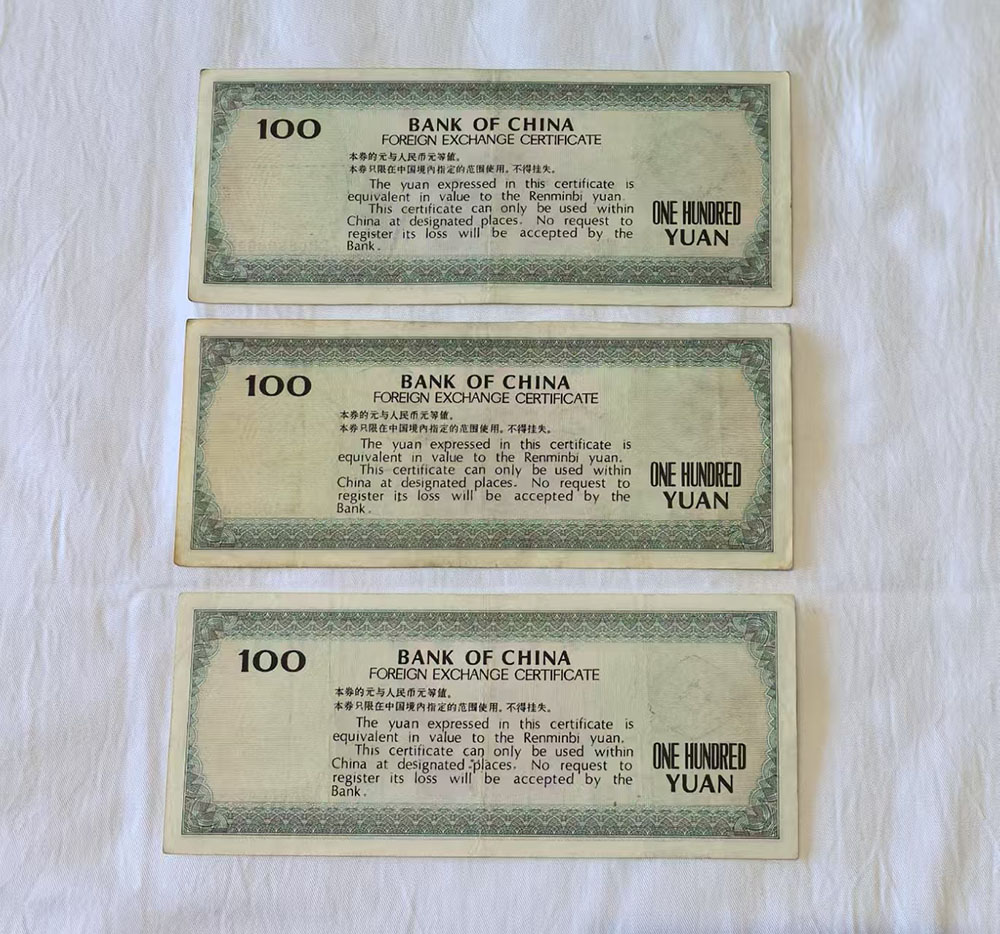 100
BANK OF CHINA
FOREIGN EXCHANGE CERTIFICATE
本券的元与人民币元等值。
本券只限在中国境内指定的范围使用。不得挂失。
The yuan expressed in this certificate is
equivalent in value to the Renminbi yuan.
This certificate can only be used within
China at designated places. No request to
register its loss will be accepted by the
Bank.
ONE HUNDRED
YUAN
100
BANK OF CHINA
FOREIGN EXCHANGE CERTIFICATE
本券的元与人民币元等值。
本券只限在中国境内指定的范围使用。不得挂失。
The yuan expressed in this certificate is
equivalent in value to the Renminbi yuan.
This certificate can only be used within
China at designated places. No request to
register its loss will be accepted by the
Bank.
ONE HUNDRED
YUAN
100
BANK OF CHINA
FOREIGN EXCHANGE CERTIFICATE
本券的元与人民币元等值。
本券只限在中国境内指定的范围使用。不得挂失。
The yuan expressed in this certificate is
equivalent in value to the Renminbi yuan.
This certificate can only be used within
China at designated places. No request to
register its loss will be accepted by the
Bank.
ONE HUNDRED
YUAN